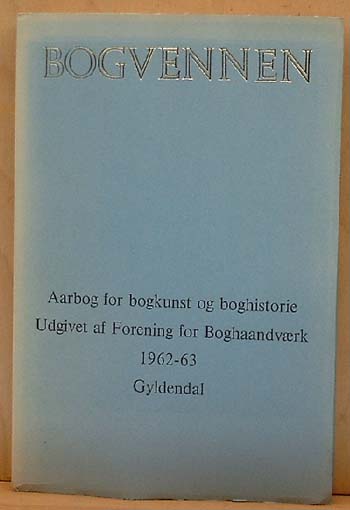 BOGVENNEN
Aarbog for bogkunst og boghistorie
Udgivet af Forening for Boghaandværk
1962-63
Gyldendal